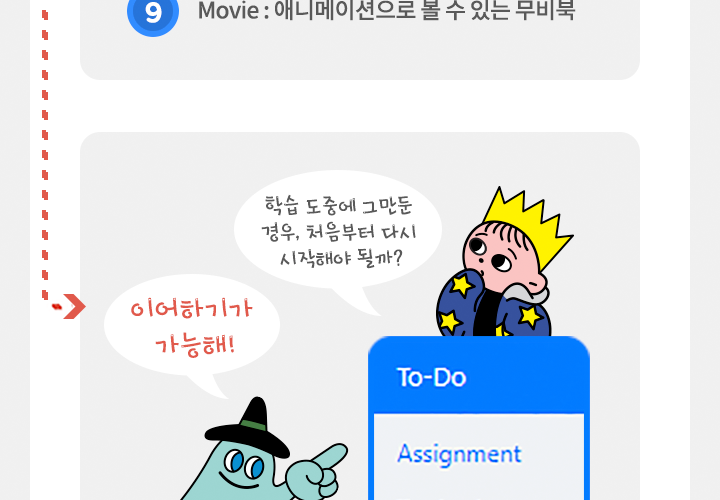 9 Movie : 애니메이션으로 볼 수 있는 무비북
학습 도중에 그만둔
경우, 처음부터 다시
시작해야 될까?
이어하기가
가능해!
To-Do
Assignment